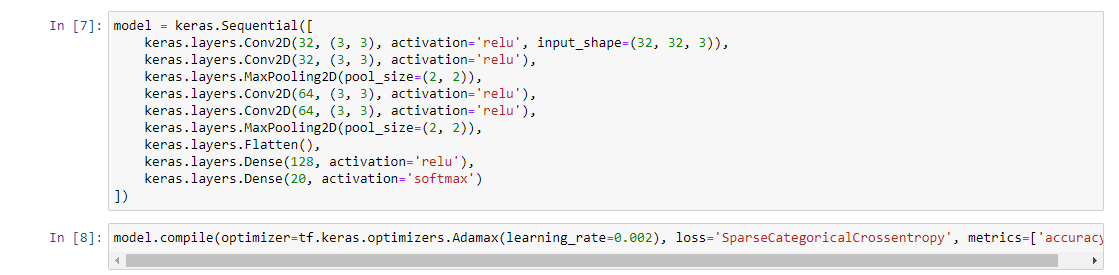 In [7]: model = keras.Sequential([
    keras.layers.Conv2D(32, (3, 3), activation='relu', input_shape=(32, 32, 3)),
    keras.layers.Conv2D(32, (3, 3), activation='relu'),
    keras.layers.MaxPooling2D(pool_size=(2, 2)),
    keras.layers.Conv2D(64, (3, 3), activation='relu'),
    keras.layers.Conv2D(64, (3, 3), activation='relu'),
    keras.layers.MaxPooling2D(pool_size=(2, 2)),
    keras.layers.Flatten(),
    keras.layers.Dense(128, activation='relu'),
    keras.layers.Dense(20, activation='softmax')
])
In [8]: model.compile(optimizer=tf.keras.optimizers.Adamax(learning_rate=0.002), loss='SparseCategoricalCrossentropy', metrics=['accuracy